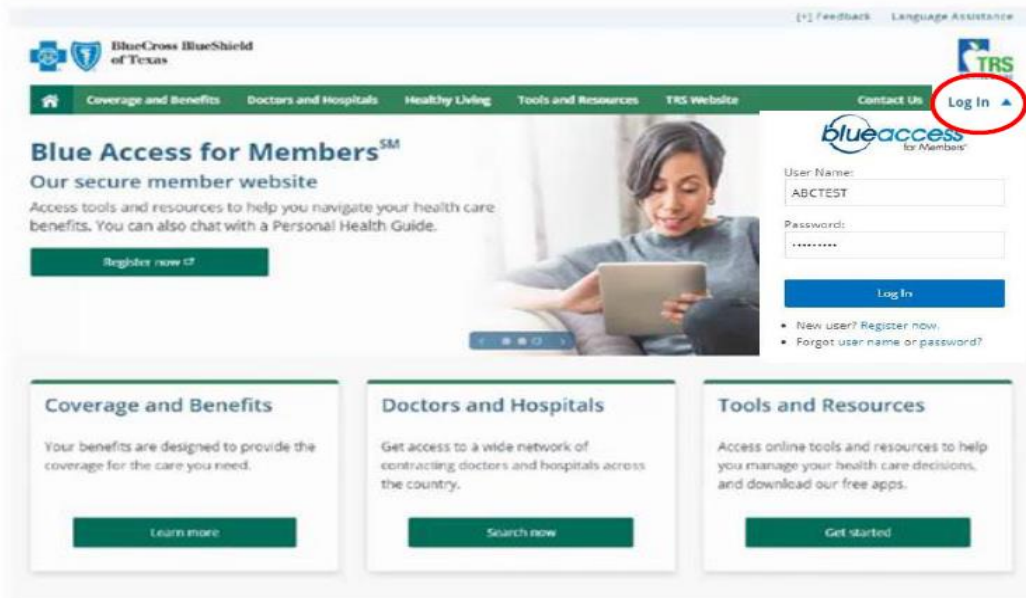 [+] Feedback Language Assistance
BlueCross BlueShield
of Texas
TRS
Coverage and Benefits Doctors and Hospitals Healthy Living Tools and Resources TRS Website Contact Us Log In
Blue Access for Members SM
Our secure member website
Access tools and resources to help you navigate your health care
benefits. You can also chat with a Personal Health Guide.
Register now
blueaccess
for Members
User Name:
ABCTEST
Password:
.........
Log In
• New user? Register now.
• Forgot user name or password?
Coverage and Benefits
Your benefits are designed to provide the
coverage for the care you need.
Learn more
Doctors and Hospitals
Get access to a wide network of
contracting doctors and hospitals across
the country.
Search now
Tools and Resources
Access online tools and resources to help
you manage your health care decisions,
and download our free apps.
Get started